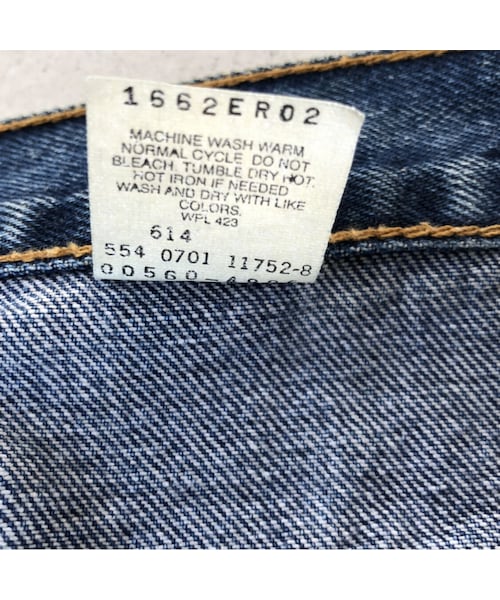 1662ER02
MACHINE WASH WARM
NORMAL CYCLE. DO NOT
BLEACH. TUMBLE DRY HOT.
HOT IRON IF NEEDED
WASH AND DRY WITH LIKE
COLORS.
WPL 423
614
554 0701 11752-8